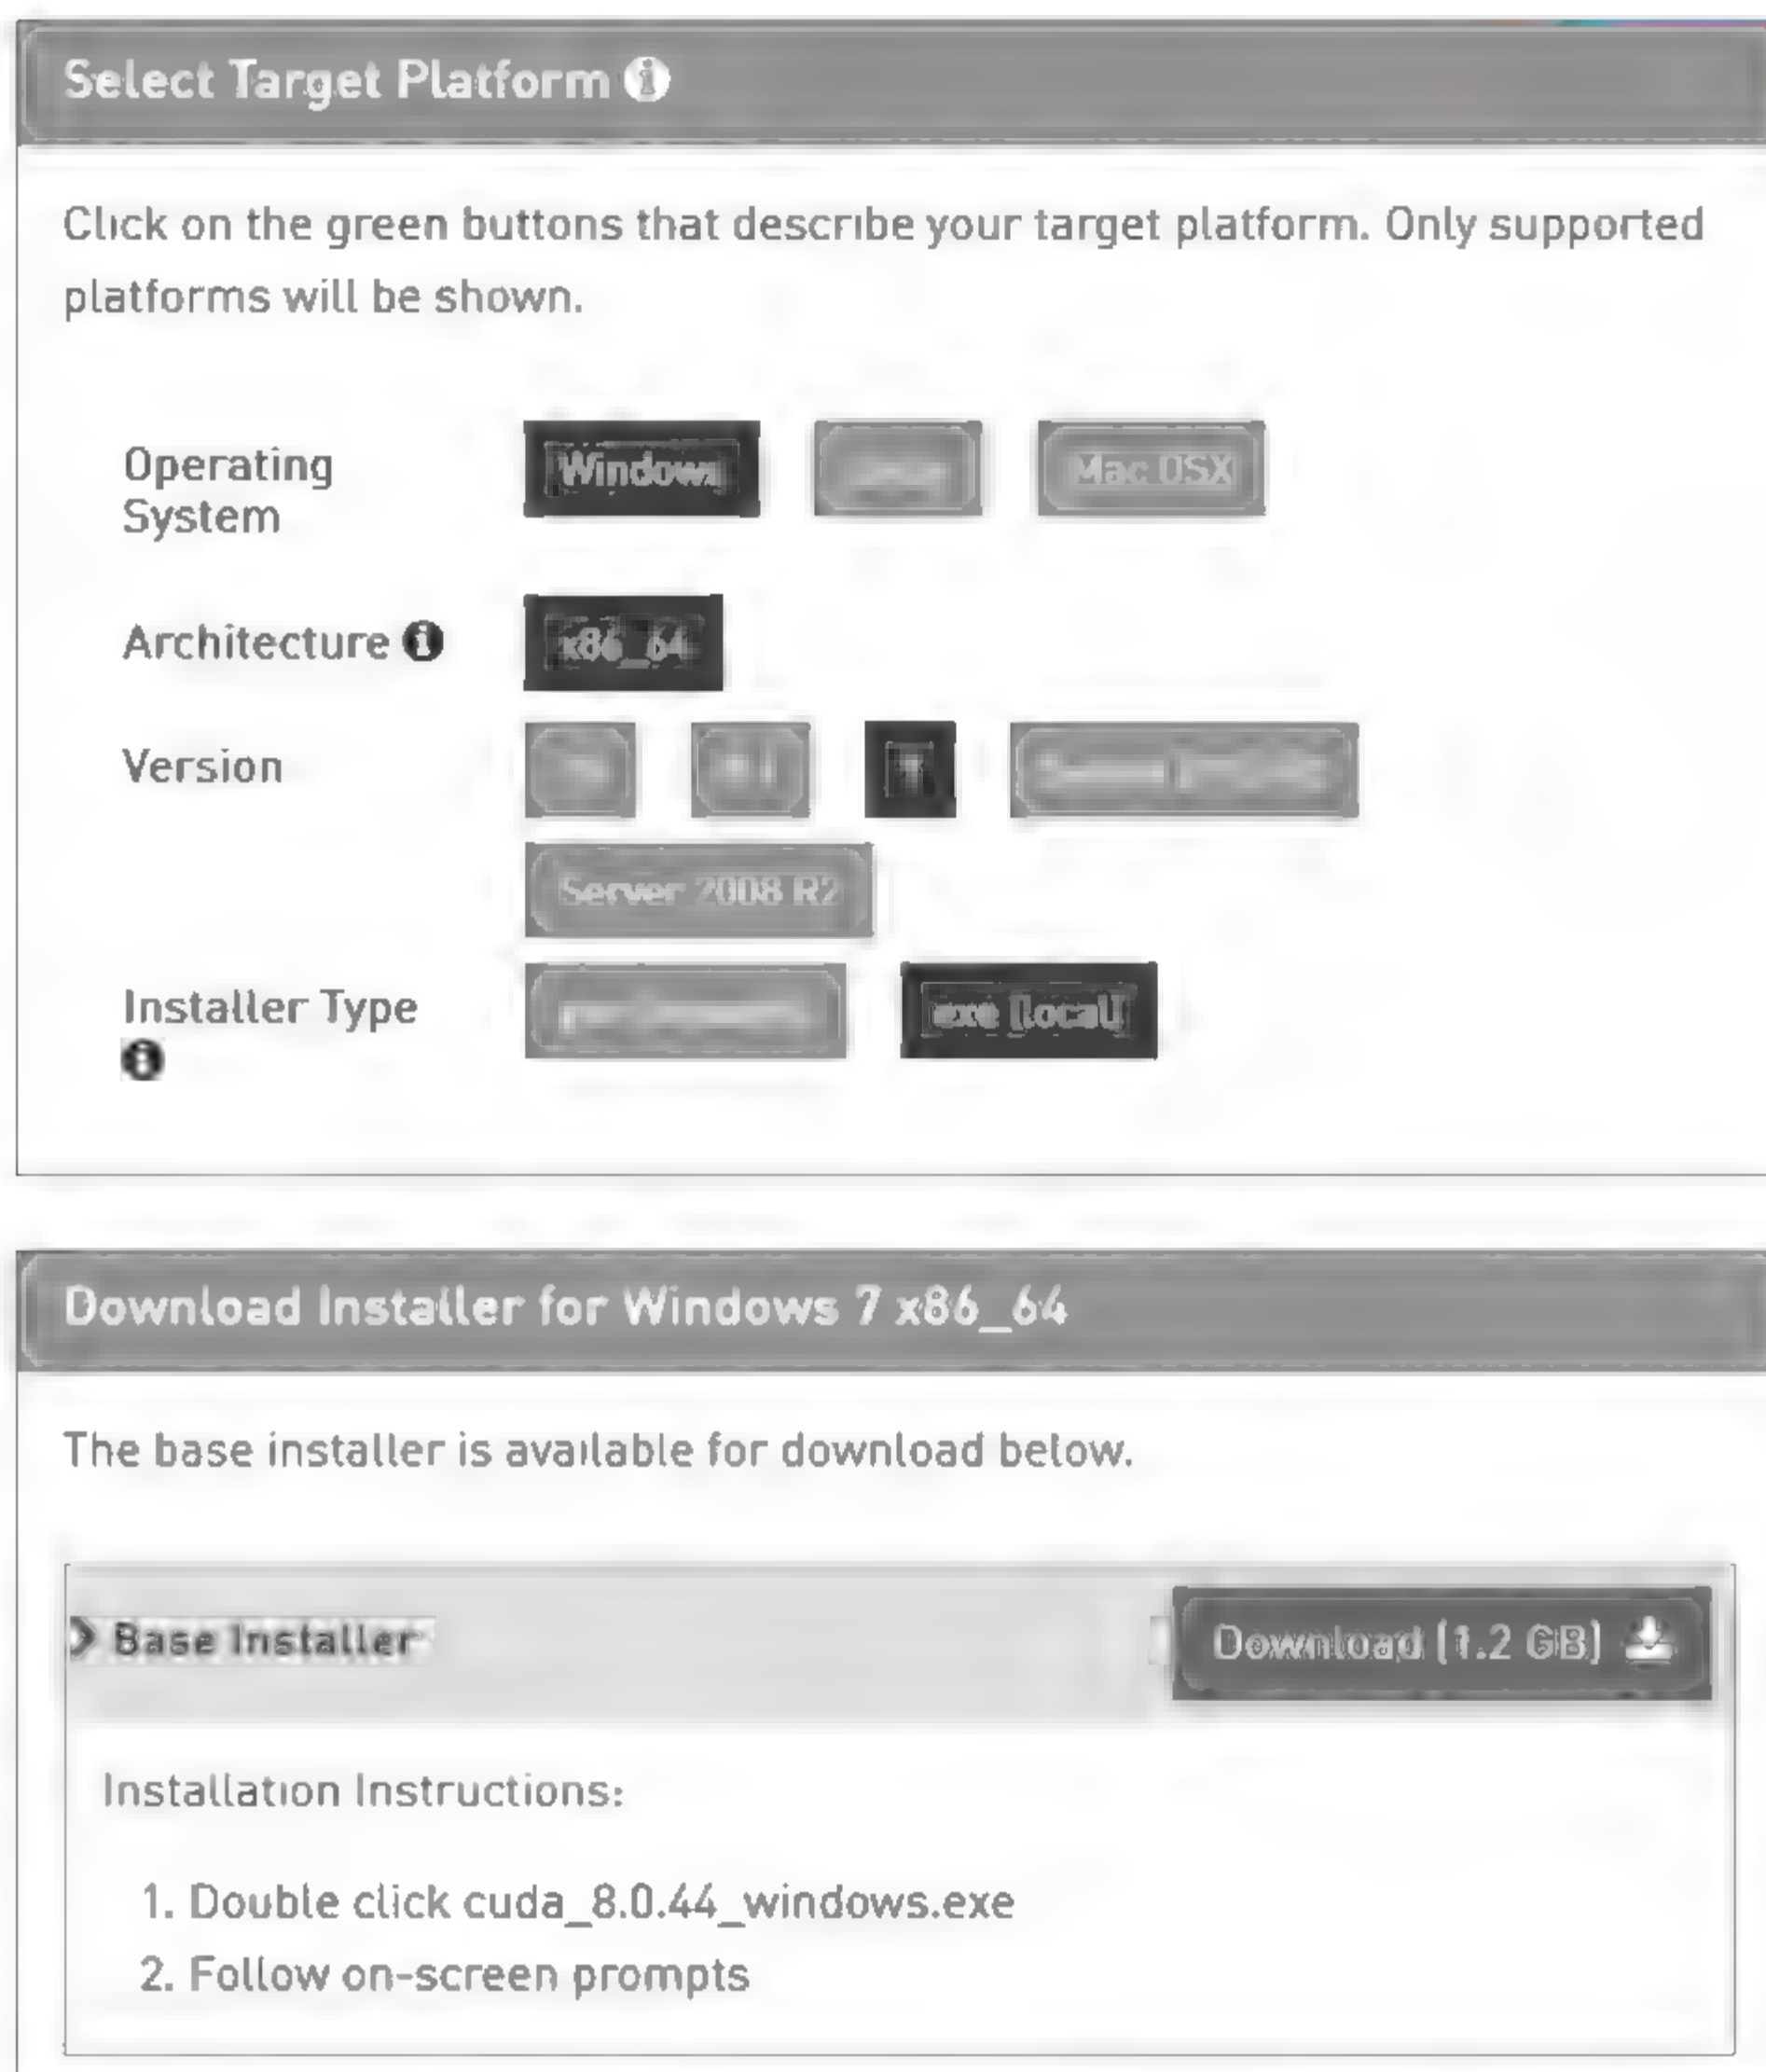 Select Target Platform
Click on the green buttons that describe your target platform. Only supported
platforms will be shown.
Operating
System
Windows
Mac OSX
Architecture
x86_64
Version
Server 2008 R2
Installer Type
exe [local]
Download Installer for Windows 7 x86_64
The base installer is available for download below.
Base Installer
Download [1.2 GB]
Installation Instructions:
1. Double click cuda_8.0.44_windows.exe
2. Follow on-screen prompts